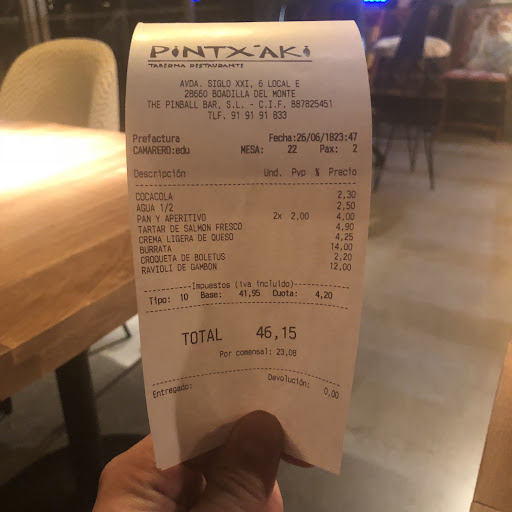 PINTX'AKI
TABERNA RESTAURANTE
AVDA. SIGLO XXI, 6 LOCAL E
28660 BOADILLA DEL MONTE
THE PINBALL BAR, S.L. - C.I.F. B87825451
TLF. 91 91 91 833
Prefactura Fecha:26/06/1823:47
CAMARERO:edu MESA: 22 Pax: 2
Descripción Und. Pvp % Precio
COCACOLA 2,30
AGUA 1/2 2,50
PAN Y APERITIVO 2x 2,00 4,00
TARTAR DE SALMON FRESCO 4,90
CREMA LIGERA DE QUESO 4,25
BURRATA 14,00
CROQUETA DE BOLETUS 2,20
RAVIOLI DE GAMBON 12,00
Impuestos (iva incluido)
Tipo: 10 Base: 41,95 Cuota: 4,20
TOTAL 46,15
Por comensal: 23,08
Entregado: Devolución: 0,00